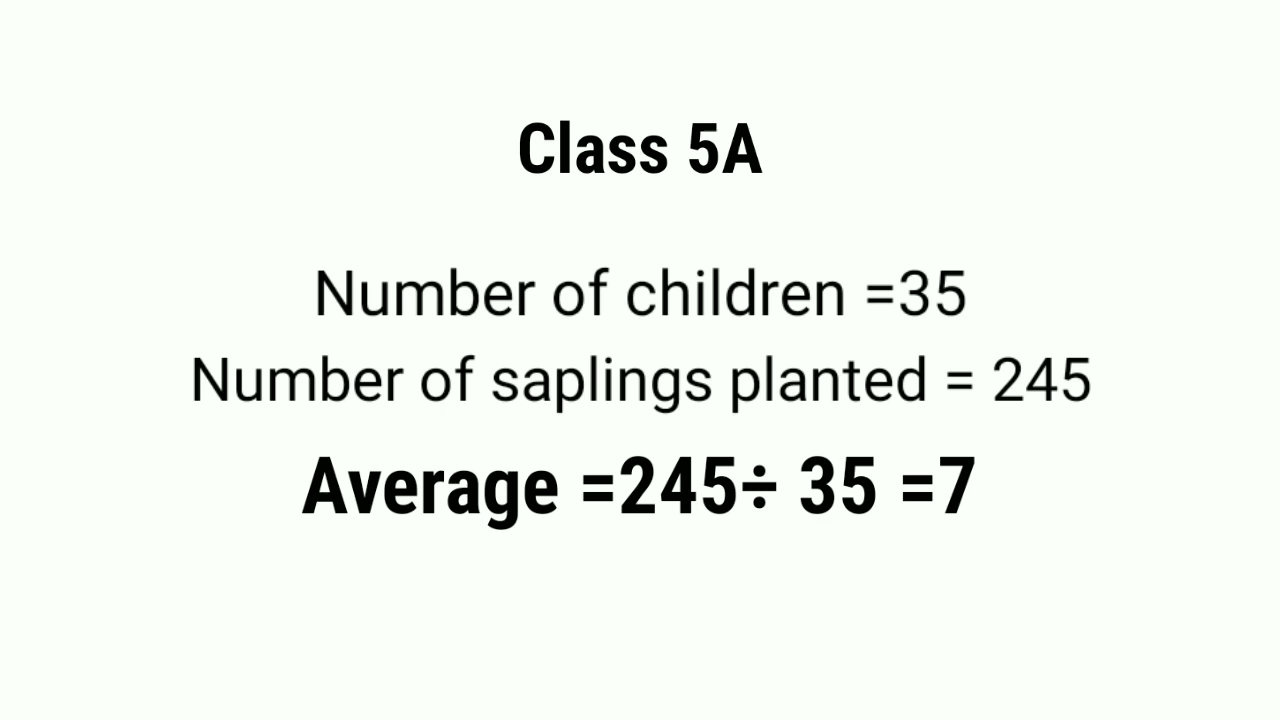 Class 5A
Number of children =35
Number of saplings planted = 245
Average =245÷ 35 =7